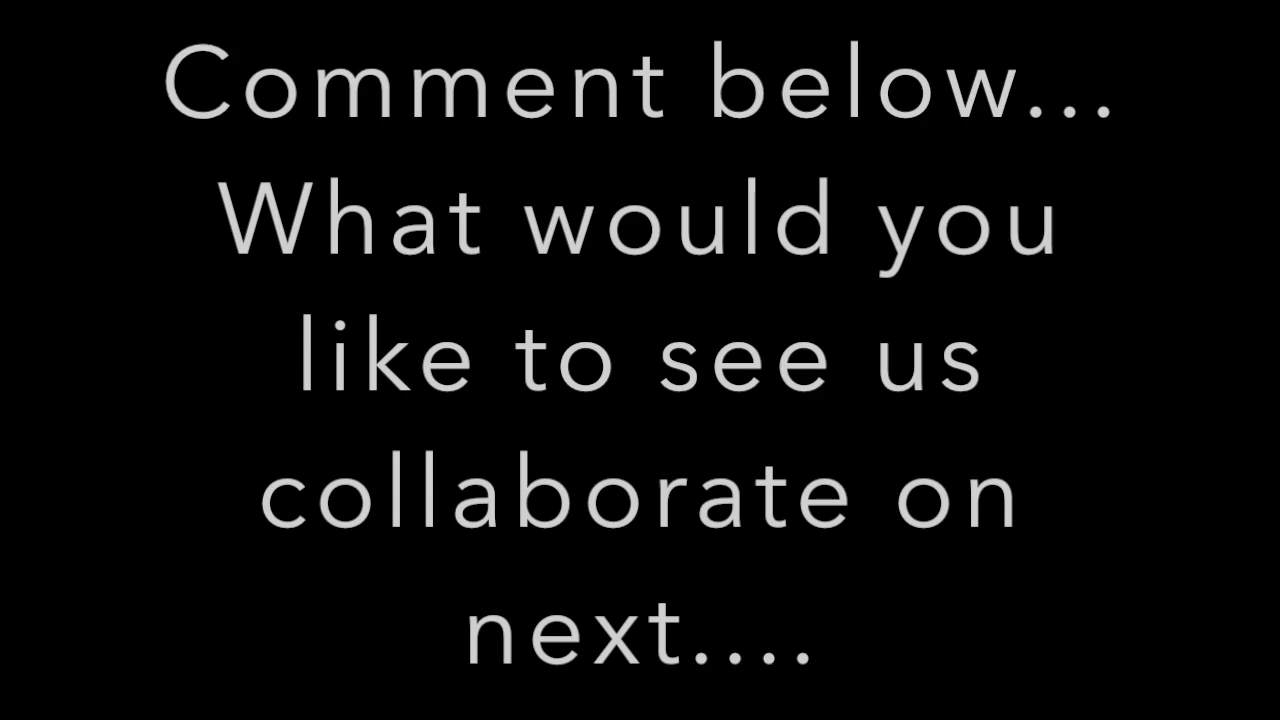 Comment below...
What would you
like to see us
collaborate on
next....